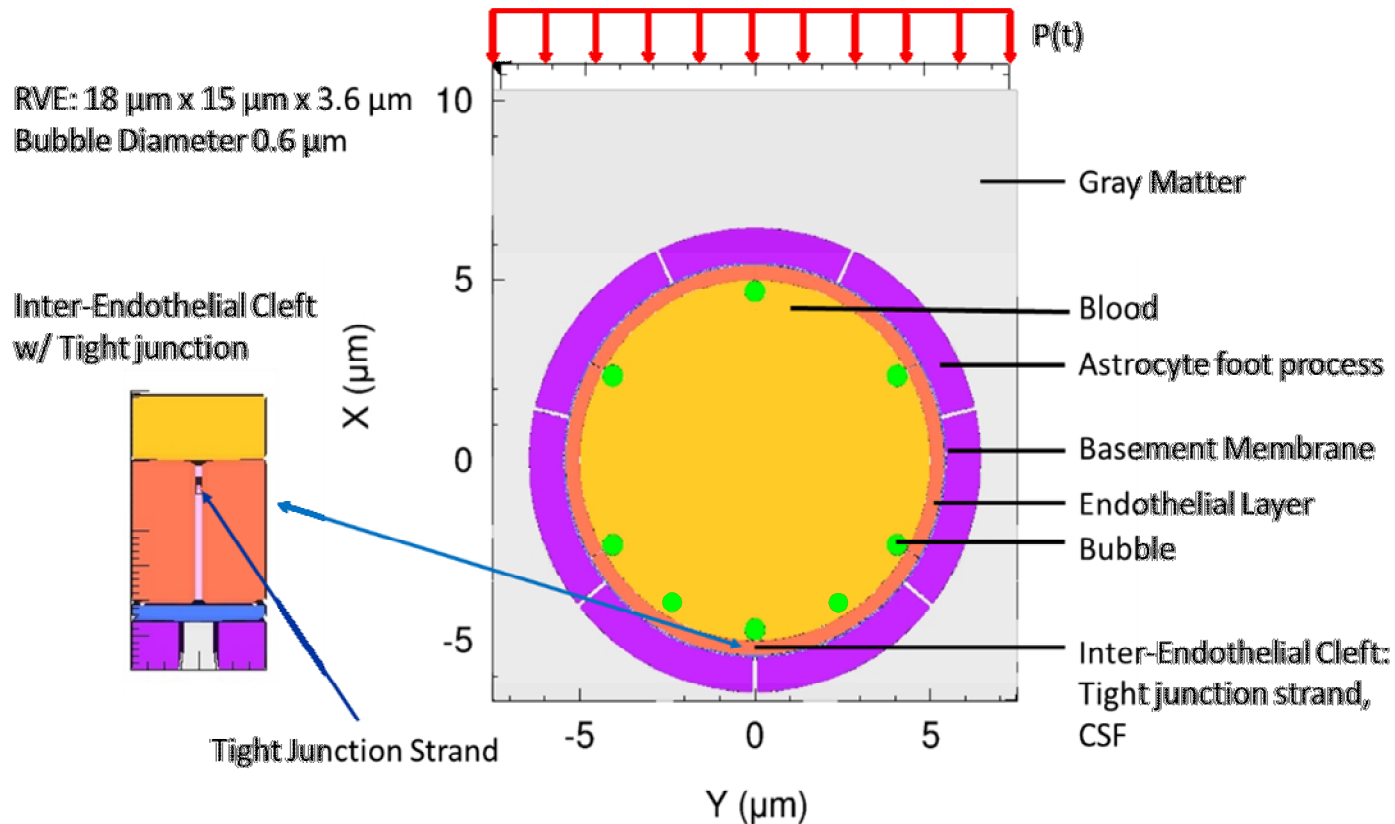 P(t)
RVE: 18 µm x 15 µm x 3.6 µm
Bubble Diameter 0.6 µm
10
Gray Matter
5
Inter-Endothelial Cleft
w/ Tight junction
Blood
X (µm)
Astrocyte foot process
0
Basement Membrane
Endothelial Layer
Bubble
-5
Inter-Endothelial Cleft:
Tight junction strand,
CSF
Tight Junction Strand
-5 0 5
Y (µm)